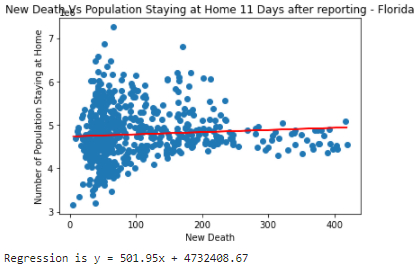 New Death Vs Population Staying at Home 11 Days after reporting - Florida
1e6
7
6
5
4
3
Number of Population Staying at Home
0
100
200
300
400
New Death
Regression is y = 501.95x + 4732408.67